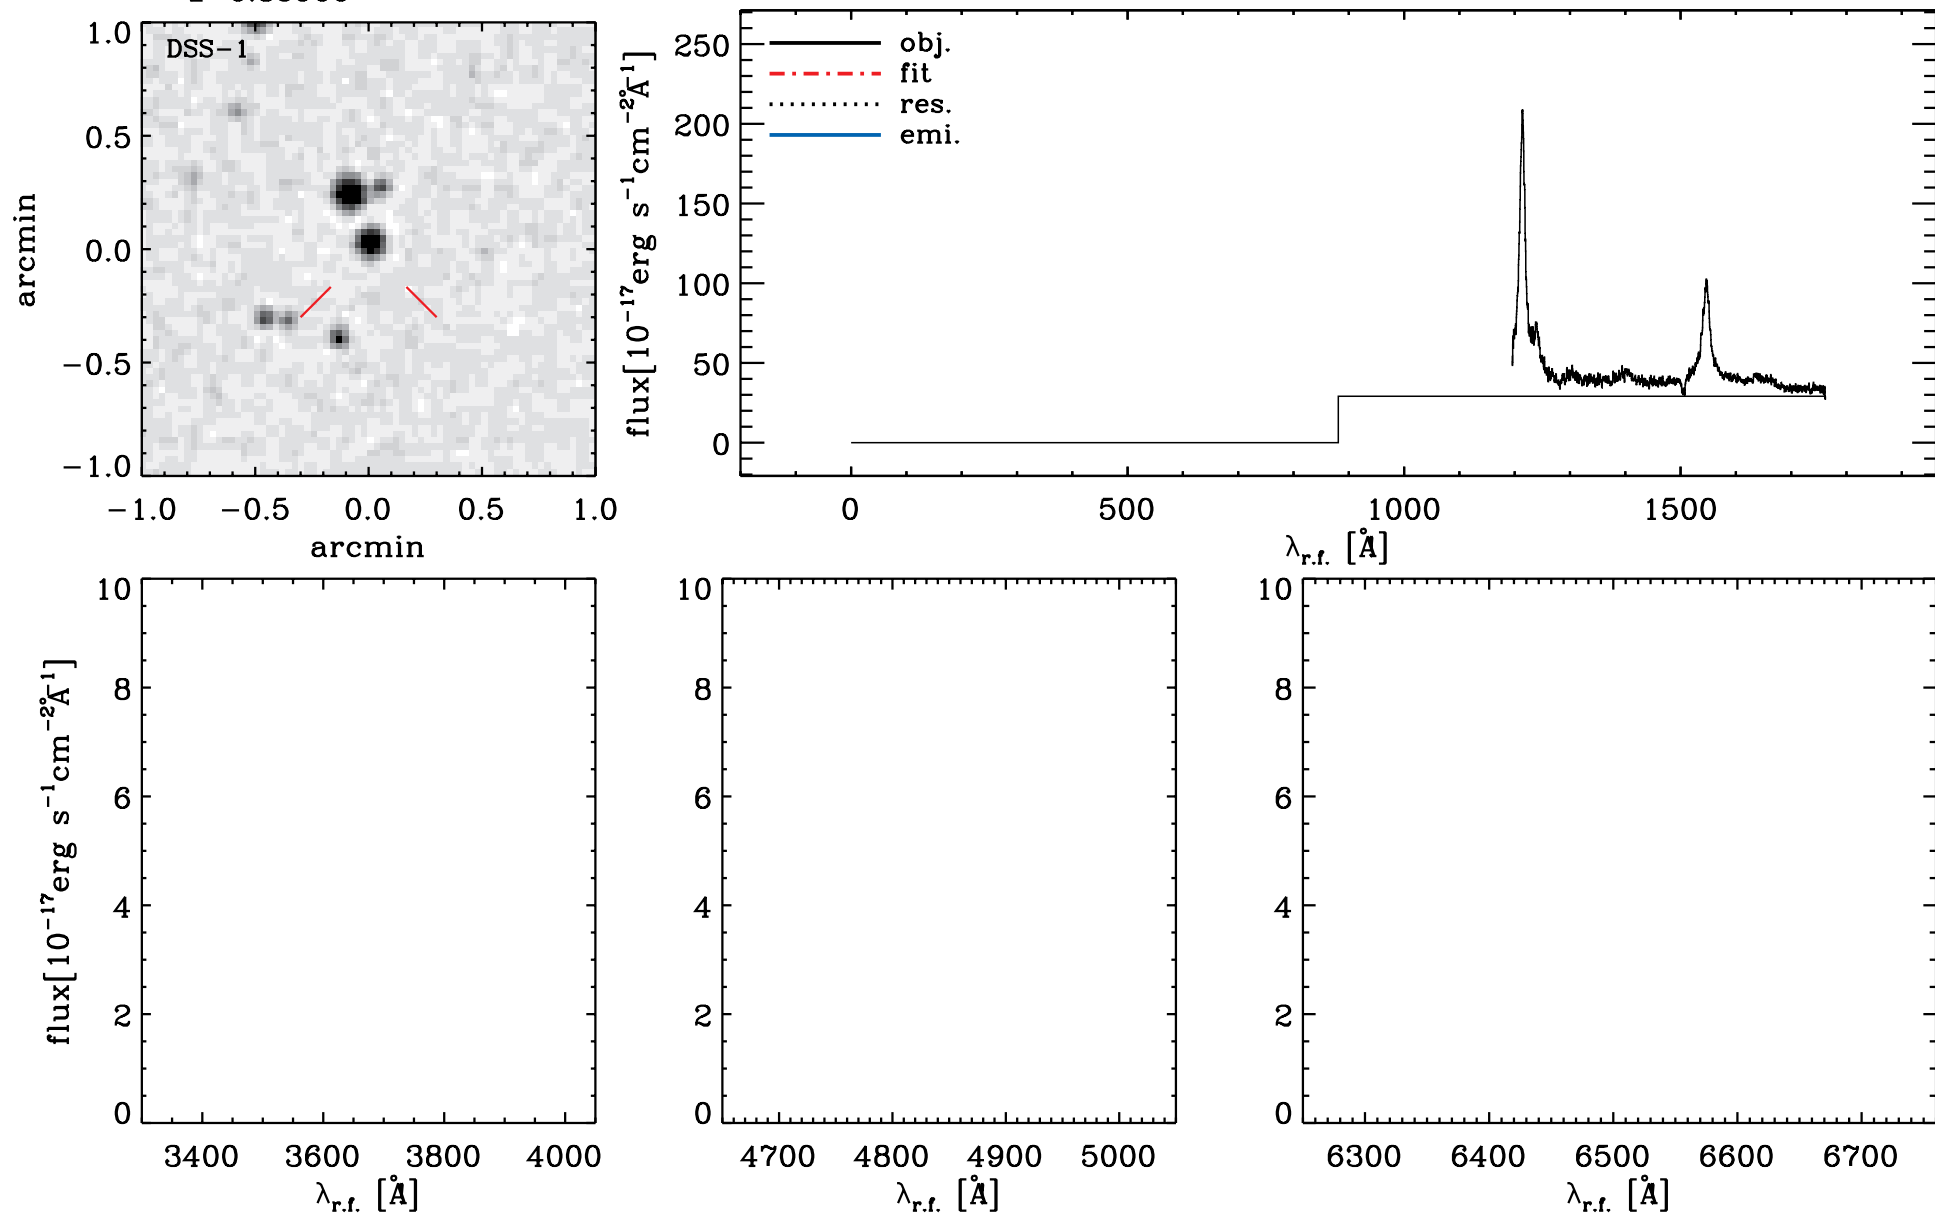 DSS-1
1.0
0.5
0.0
-0.5
-1.0
arcmin
-1.0 -0.5 0.0 0.5 1.0
arcmin
obj.
fit
res.
emi.
250
200
150
100
50
0
flux[10⁻¹⁷erg s⁻¹cm⁻²Å⁻¹]
0 500 1000 1500
λr.f. [Å]
10
8
6
4
2
0
flux[10⁻¹⁷erg s⁻¹cm⁻²Å⁻¹]
3400 3600 3800 4000
λr.f. [Å]
10
8
6
4
2
0
4700 4800 4900 5000
λr.f. [Å]
10
8
6
4
2
0
6300 6400 6500 6600 6700
λr.f. [Å]